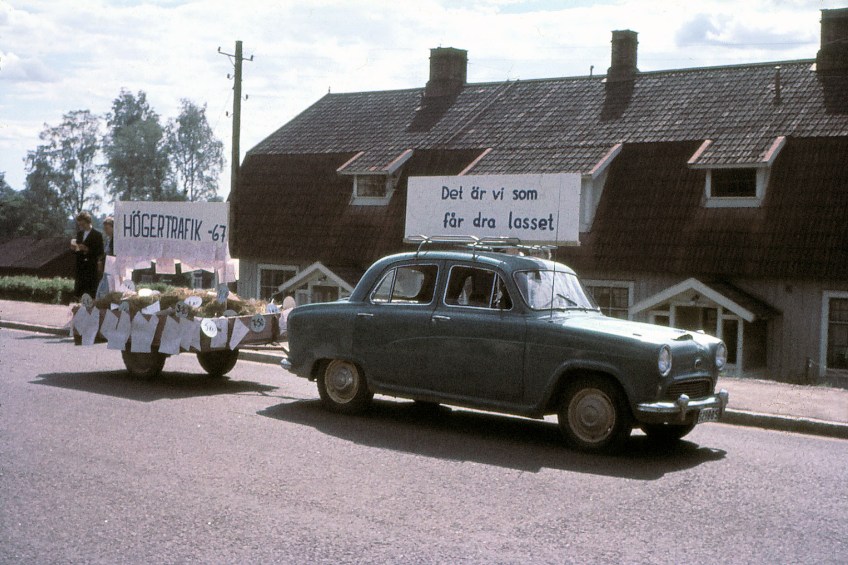 HÖGERTRAFIK -67
Det är vi som
får dra lasset